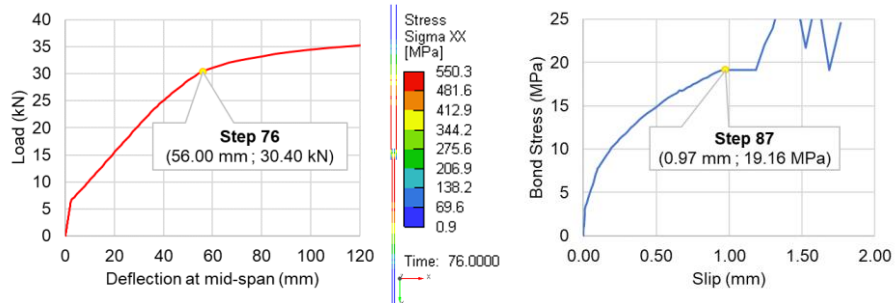 40
35
30
25
20
15
10
5
0
Load (kN)
Step 76
(56.00 mm ; 30.40 kN)
0 20 40 60 80 100 120
Deflection at mid-span (mm)
Stress
Sigma XX
[MPa]
550.3
481.6
412.9
344.2
275.6
206.9
138.2
69.6
0.9
Time: 76.0000
x
25
20
15
10
5
0
Bond Stress (MPa)
Step 87
(0.97 mm ; 19.16 MPa)
0.00 0.50 1.00 1.50 2.00
Slip (mm)